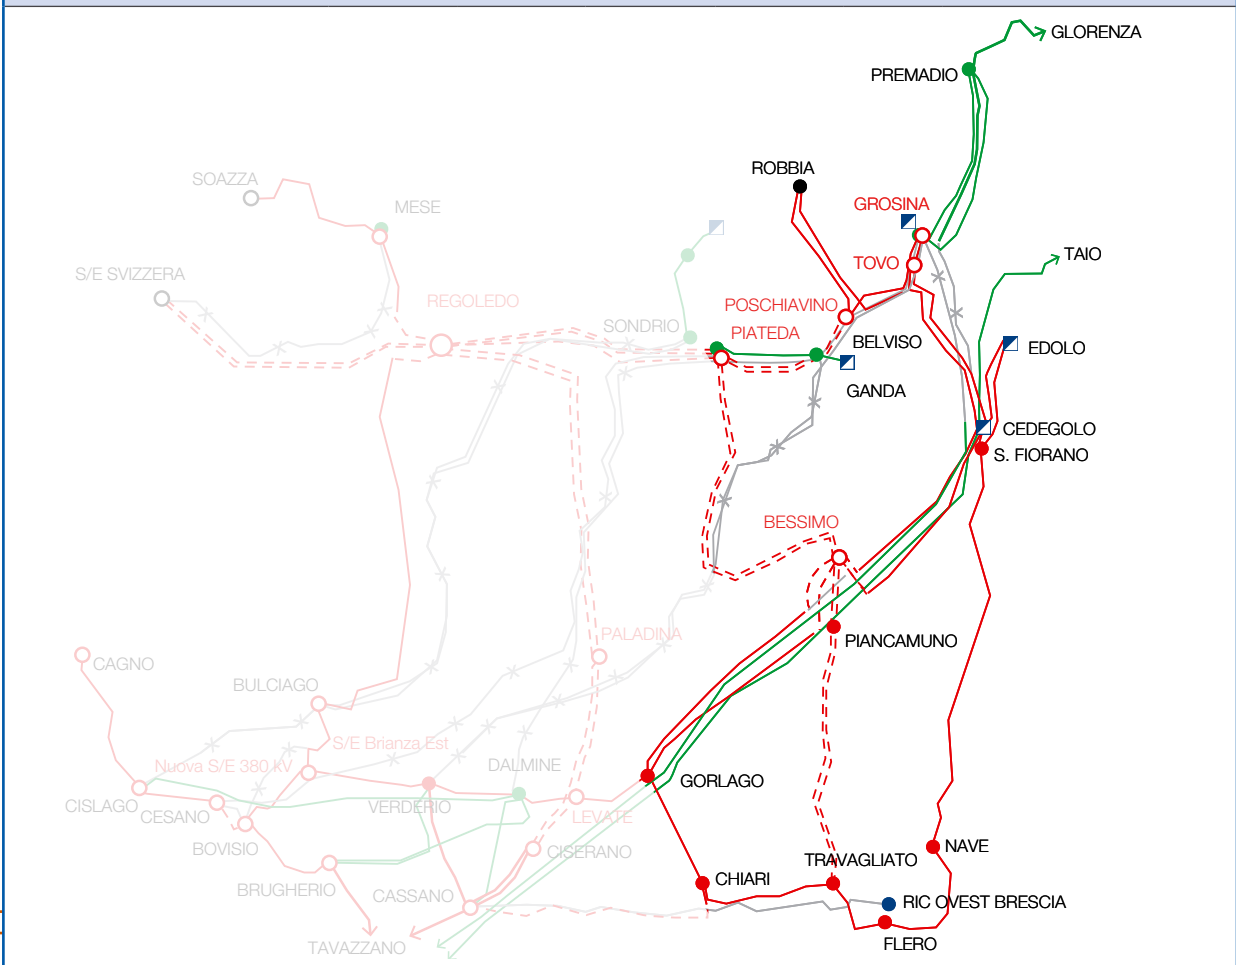 GLORENZA
PREMADIO
ROBBIA
SOAZZA
MESE
GROSINA
TAIO
TOVO
S/E SVIZZERA
REGOLEDO
POSCHIAVINO
SONDRIO
PIATEDA
BELVISO
EDOLO
GANDA
CEDEGOLO
S. FIORANO
BESSIMO
PALADINA
PIANCAMUNO
CAGNO
BULCIAGO
S/E Brianza Est
Nuova S/E 380 kV
DALMINE
GORLAGO
CISLAGO
CESANO
VERDERIO
LEVATE
BOVISIO
CISERANO
TRAVAGLIATO
NAVE
BRUGHERIO
CASSANO
CHIARI
RIC OVEST BRESCIA
TAVAZZANO
FLERO